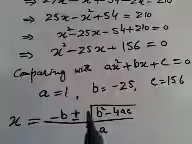 ⇒ 25x - x² - 54 = 210
⇒ x² - 25x + 54 + 210 = 0
⇒ x² - 25x + 156 = 0
Comparing with ax² + bx + c = 0
a = 1, b = -25, c = 156
x = -b ± √b² - 4ac
a